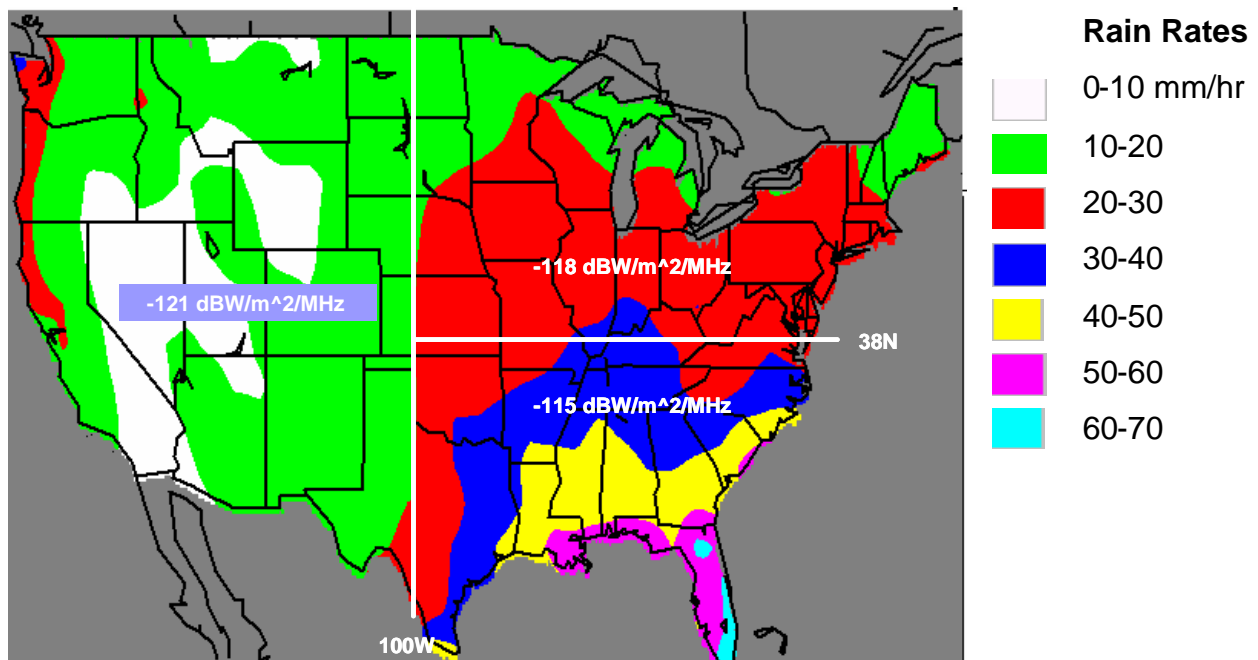 Rain Rates
0-10 mm/hr
10-20
20-30
30-40
40-50
50-60
60-70
-118 dBW/m^2/MHz
-121 dBW/m^2/MHz
38N
-115 dBW/m^2/MHz
100W